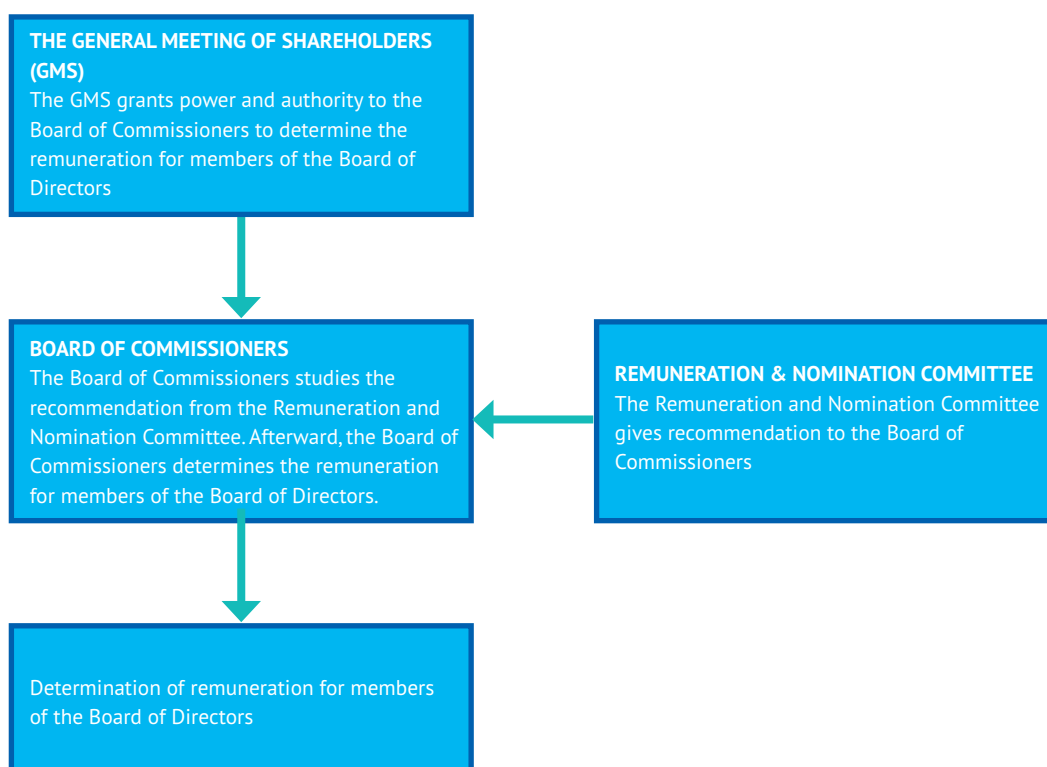 THE GENERAL MEETING OF SHAREHOLDERS
(GMS)
The GMS grants power and authority to the
Board of Commissioners to determine the
remuneration for members of the Board of
Directors
BOARD OF COMMISSIONERS
The Board of Commissioners studies the
recommendation from the Remuneration and
Nomination Committee. Afterward, the Board of
Commissioners determines the remuneration
for members of the Board of Directors.
REMUNERATION & NOMINATION COMMITTEE
The Remuneration and Nomination Committee
gives recommendation to the Board of
Commissioners
Determination of remuneration for members
of the Board of Directors